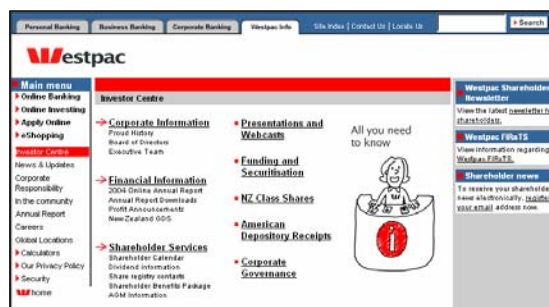 Personal Banking Business Banking Corporate Banking Westpac Info Site Index | Contact Us | Locate Us Search
Westpac
Main menu
Online Banking
Online Investing
Apply Online
eShopping
Investor Centre
News & Updates
Corporate
Responsibility
In the community
Annual Report
Careers
Global Locations
Calculators
Our Privacy Policy
Security
home
Investor Centre
Corporate Information
Proud History
Board of Directors
Executive Team
Financial Information
2004 Online Annual Report
Annual Report Downloads
Profit Announcements
New Zealand GDS
Shareholder Services
Shareholder Calendar
Dividend information
Share registry contacts
Shareholder Benefits Package
AGM Information
Presentations and
Webcasts
Funding and
Securitisation
NZ Class Shares
American
Depository Receipts
Corporate
Governance
All you need
to know
i
Westpac Shareholder
Newsletter
View the latest newsletter
shareholders.
Westpac FIRsTS
View information regarding
Westpac FIRsTS.
Shareholder news
To receive your shareholder
news electronically,
your email address now.